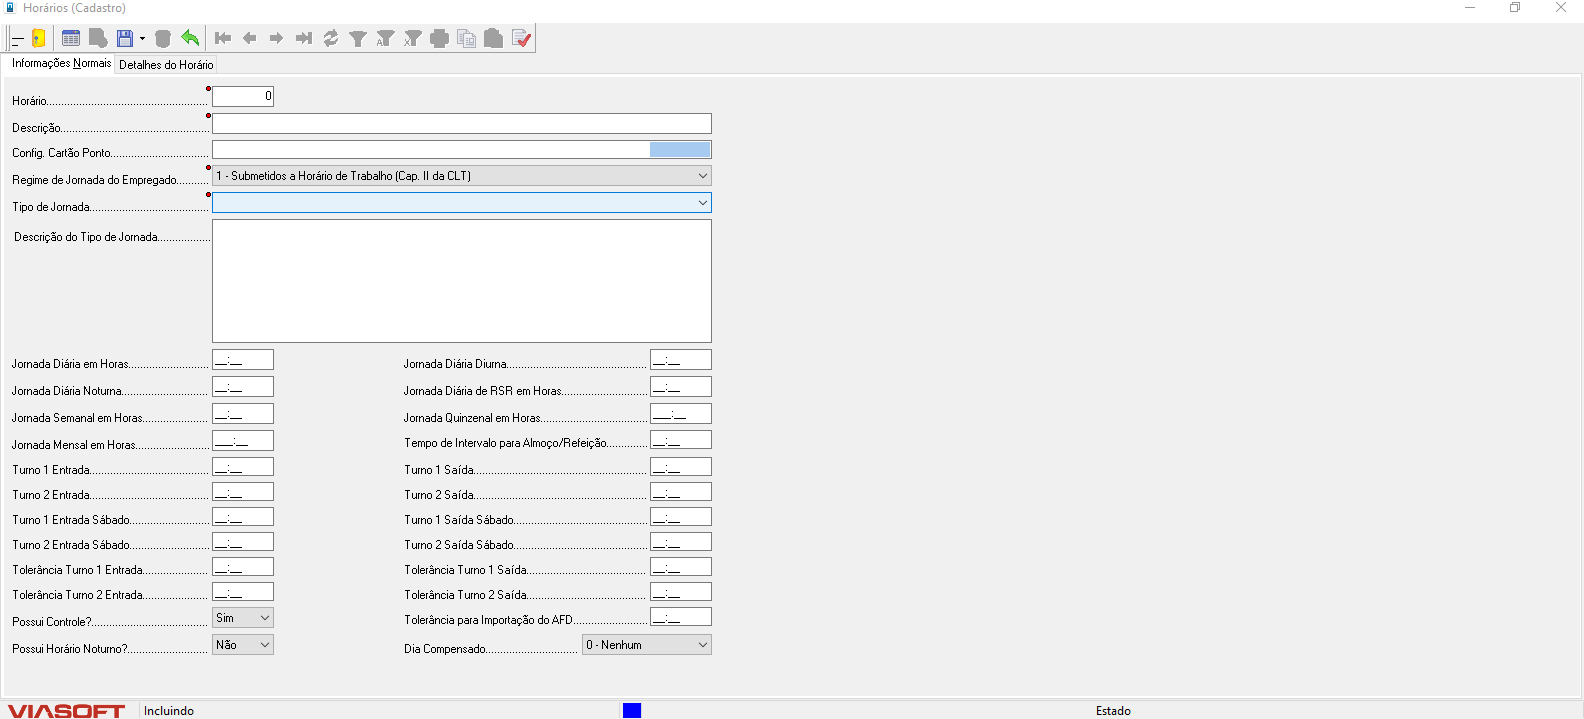 Horários (Cadastro)
Informações Normais Detalhes do Horário
Horário 0
Descrição
Config. Cartão Ponto
Regime de Jornada do Empregado 1 - Submetidos a Horário de Trabalho (Cap. II da CLT)
Tipo de Jornada
Descrição do Tipo de Jornada
Jornada Diária em Horas __:__ Jornada Diária Diurna __:__
Jornada Diária Noturna __:__ Jornada Diária de RSR em Horas __:__
Jornada Semanal em Horas __:__ Jornada Quinzenal em Horas ___:__
Jornada Mensal em Horas ___:__ Tempo de Intervalo para Almoço/Refeição __:__
Turno 1 Entrada __:__ Turno 1 Saída __:__
Turno 2 Entrada __:__ Turno 2 Saída __:__
Turno 1 Entrada Sábado __:__ Turno 1 Saída Sábado __:__
Turno 2 Entrada Sábado __:__ Turno 2 Saída Sábado __:__
Tolerância Turno 1 Entrada __:__ Tolerância Turno 1 Saída __:__
Tolerância Turno 2 Entrada __:__ Tolerância Turno 2 Saída __:__
Possui Controle? Sim Tolerância para Importação do AFD __:__
Possui Horário Noturno? Não Dia Compensado 0 - Nenhum
VIASOFT Incluindo Estado